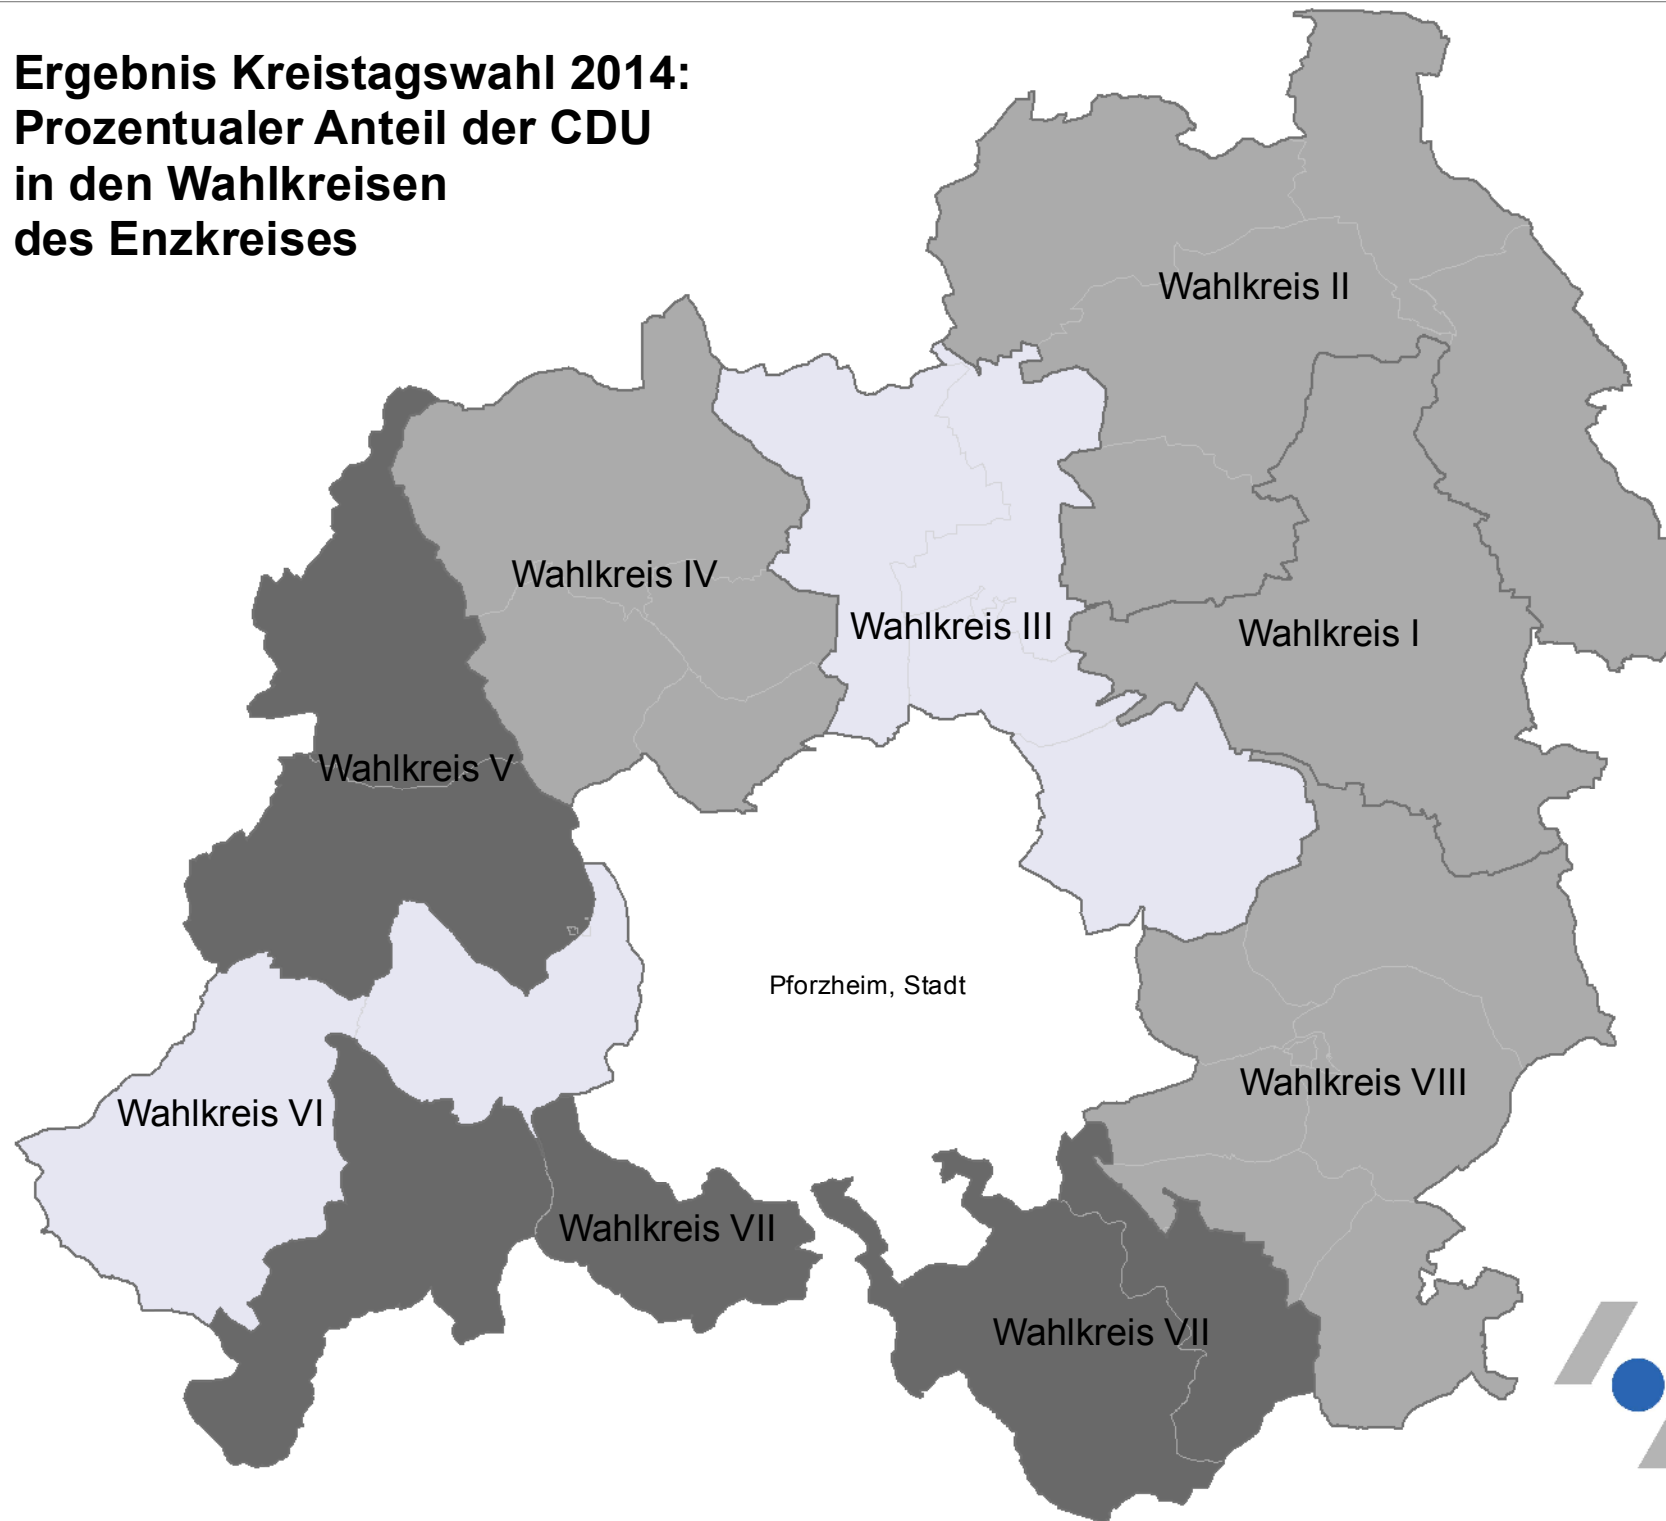 Ergebnis Kreistagswahl 2014:
Prozentualer Anteil der CDU
in den Wahlkreisen
des Enzkreises
Wahlkreis II
Wahlkreis IV
Wahlkreis III
Wahlkreis I
Wahlkreis V
Pforzheim, Stadt
Wahlkreis VIII
Wahlkreis VI
Wahlkreis VII
Wahlkreis VII